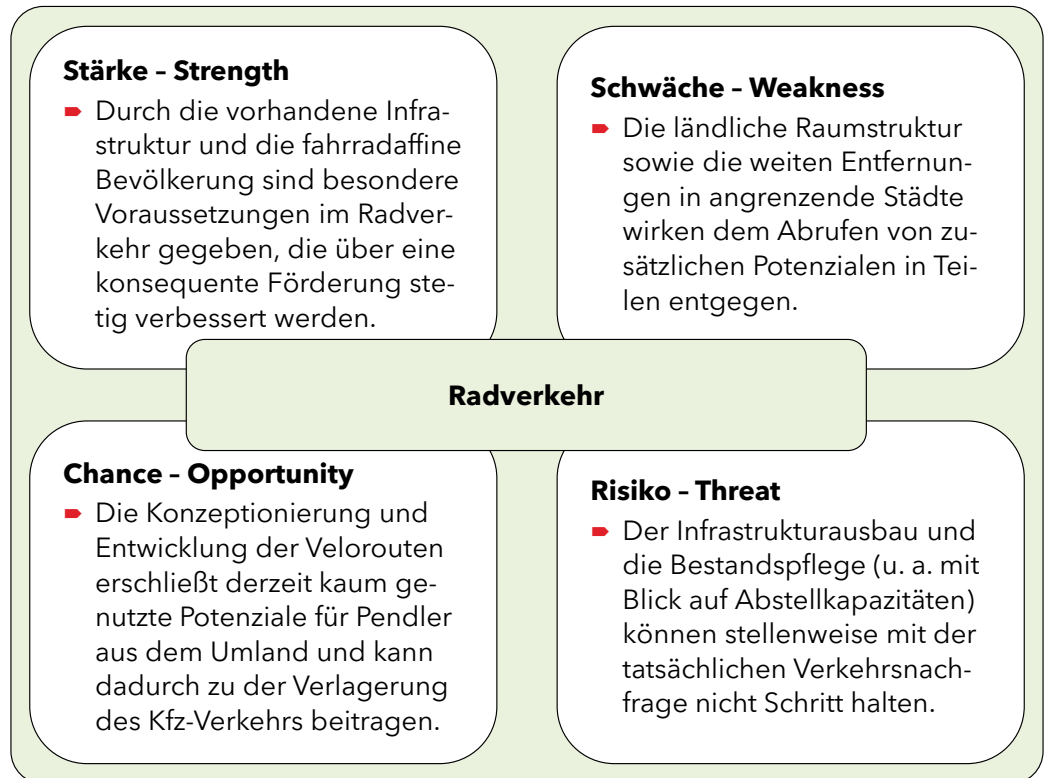 Stärke – Strength
Durch die vorhandene Infra-
struktur und die fahrradaffine
Bevölkerung sind besondere
Voraussetzungen im Radver-
kehr gegeben, die über eine
konsequente Förderung ste-
tig verbessert werden.
Schwäche – Weakness
Die ländliche Raumstruktur
sowie die weiten Entfernun-
gen in angrenzende Städte
wirken dem Abrufen von zu-
sätzlichen Potenzialen in Tei-
len entgegen.
Radverkehr
Chance – Opportunity
Die Konzeptionierung und
Entwicklung der Velorouten
erschließt derzeit kaum ge-
nutzte Potenziale für Pendler
aus dem Umland und kann
dadurch zu der Verlagerung
des Kfz-Verkehrs beitragen.
Risiko – Threat
Der Infrastrukturausbau und
die Bestandspflege (u. a. mit
Blick auf Abstellkapazitäten)
können stellenweise mit der
tatsächlichen Verkehrsnach-
frage nicht Schritt halten.